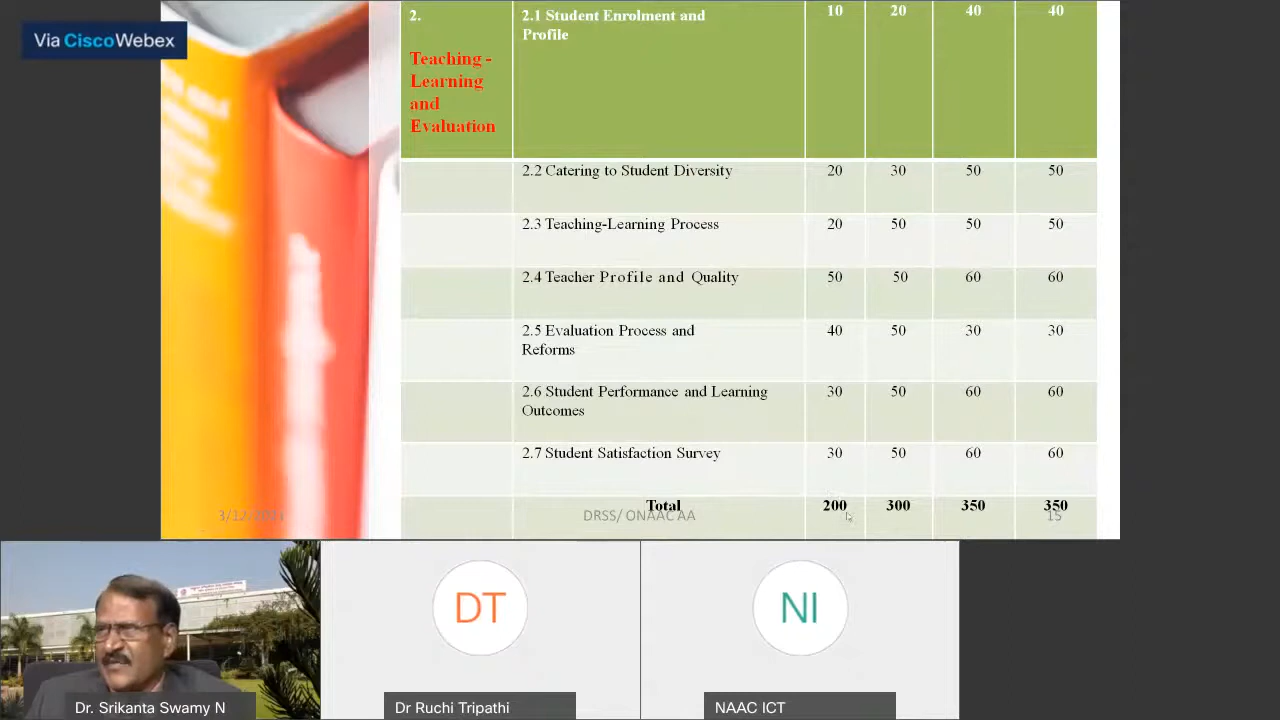 Via CiscoWebex
2. 2.1 Student Enrolment and 10 20 40 40
Profile
Teaching -
Learning
and
Evaluation
2.2 Catering to Student Diversity 20 30 50 50
2.3 Teaching-Learning Process 20 50 50 50
2.4 Teacher Profile and Quality 50 50 60 60
2.5 Evaluation Process and 40 50 30 30
Reforms
2.6 Student Performance and Learning 30 50 60 60
Outcomes
2.7 Student Satisfaction Survey 30 50 60 60
Total 200 300 350 350
DRSS/ ONAAC AA 15
DT
NI
Dr. Srikanta Swamy N
Dr Ruchi Tripathi
NAAC ICT